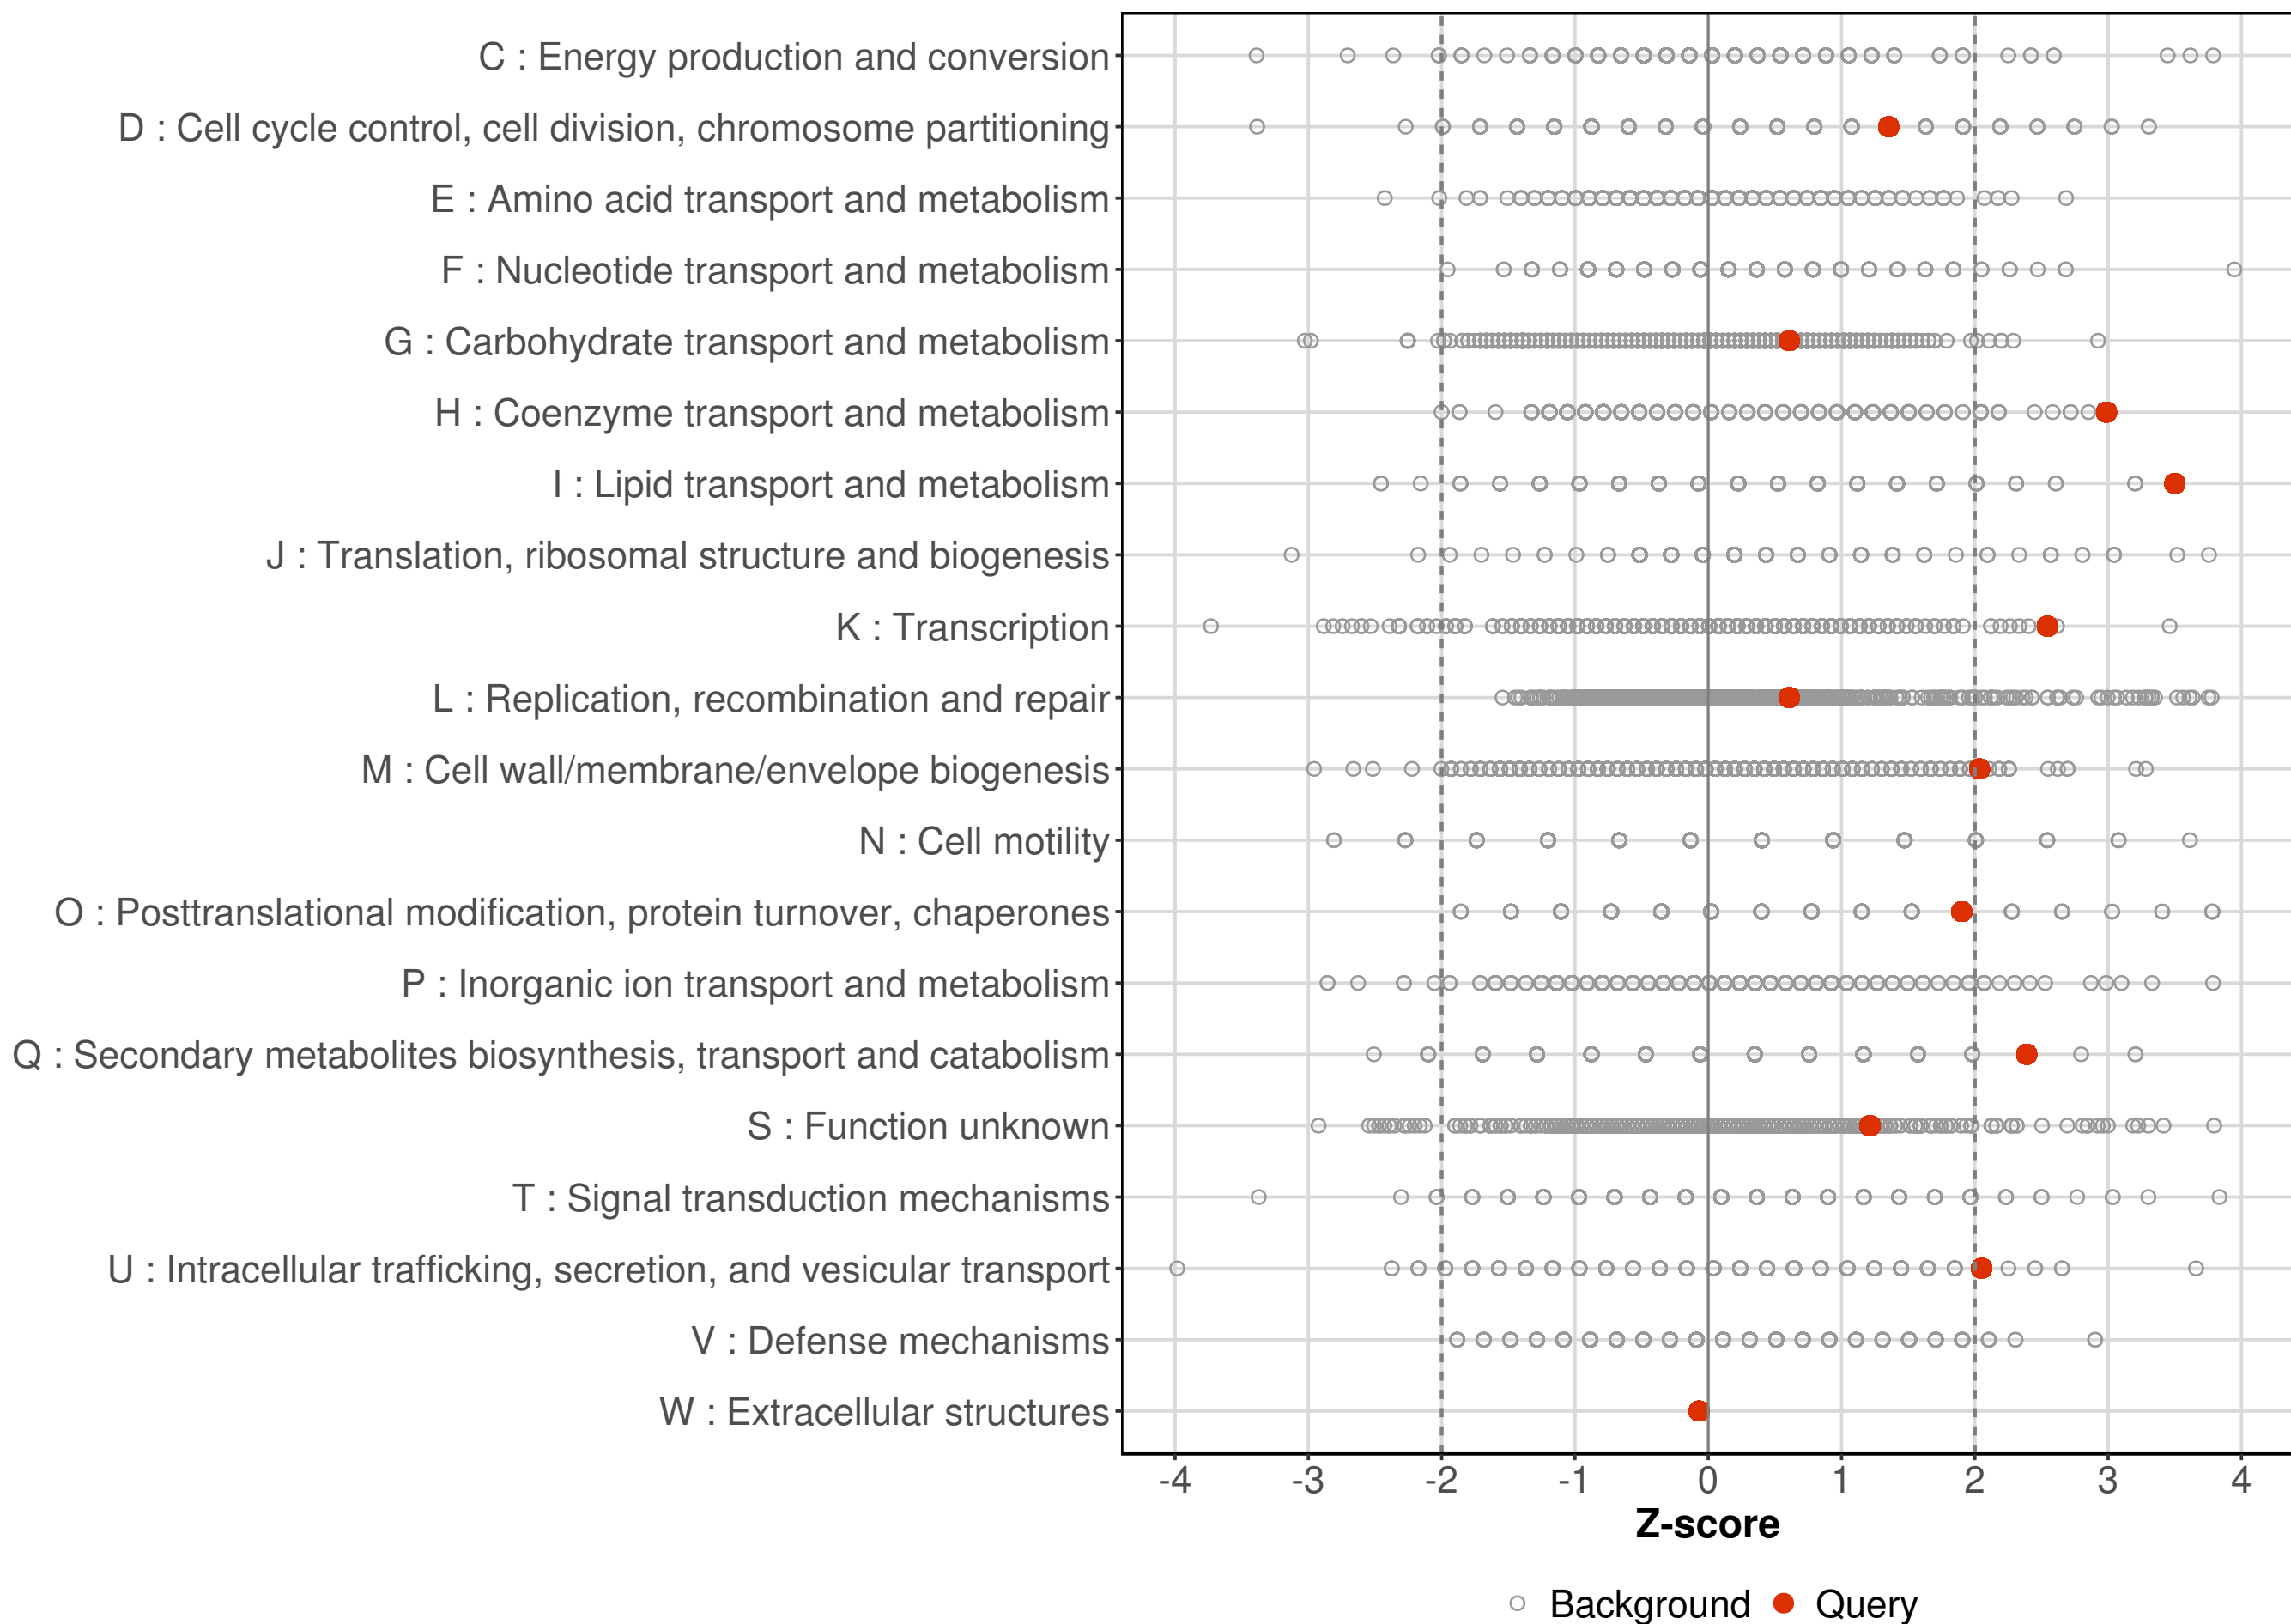 C : Energy production and conversion
D : Cell cycle control, cell division, chromosome partitioning
E : Amino acid transport and metabolism
F : Nucleotide transport and metabolism
G : Carbohydrate transport and metabolism
H : Coenzyme transport and metabolism
I : Lipid transport and metabolism
J : Translation, ribosomal structure and biogenesis
K : Transcription
L : Replication, recombination and repair
M : Cell wall/membrane/envelope biogenesis
N : Cell motility
O : Posttranslational modification, protein turnover, chaperones
P : Inorganic ion transport and metabolism
Q : Secondary metabolites biosynthesis, transport and catabolism
S : Function unknown
T : Signal transduction mechanisms
U : Intracellular trafficking, secretion, and vesicular transport
V : Defense mechanisms
W : Extracellular structures
-4 -3 -2 -1 0 1 2 3 4
Z-score
Background Query